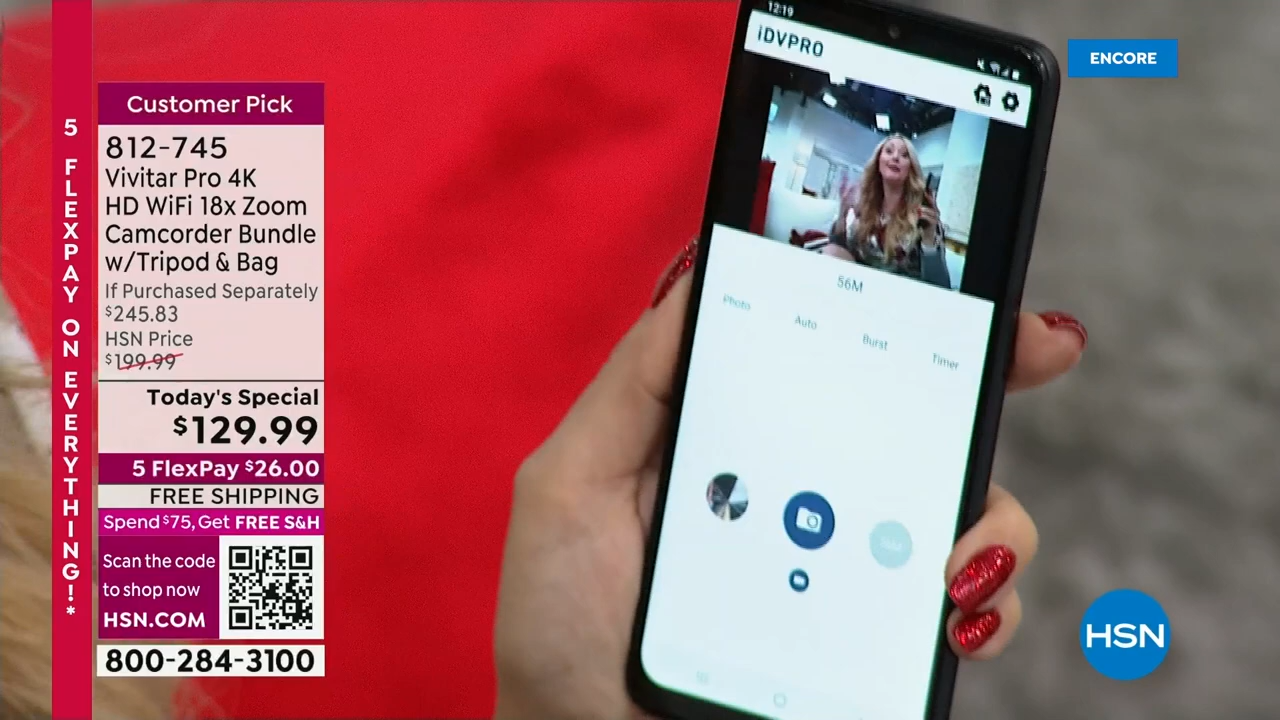 5 FLEXPAY ON EVERYTHING!*
Customer Pick
812-745
Vivitar Pro 4K
HD WiFi 18x Zoom
Camcorder Bundle
w/Tripod & Bag
If Purchased Separately
$245.83
HSN Price
$199.99
Today's Special
$129.99
5 FlexPay $26.00
FREE SHIPPING
Spend $75, Get FREE S&H
Scan the code
to shop now
HSN.COM
800-284-3100
12:19
iDVPRO
56M
Photo
Auto
Burst
Timer
ENCORE
HSN